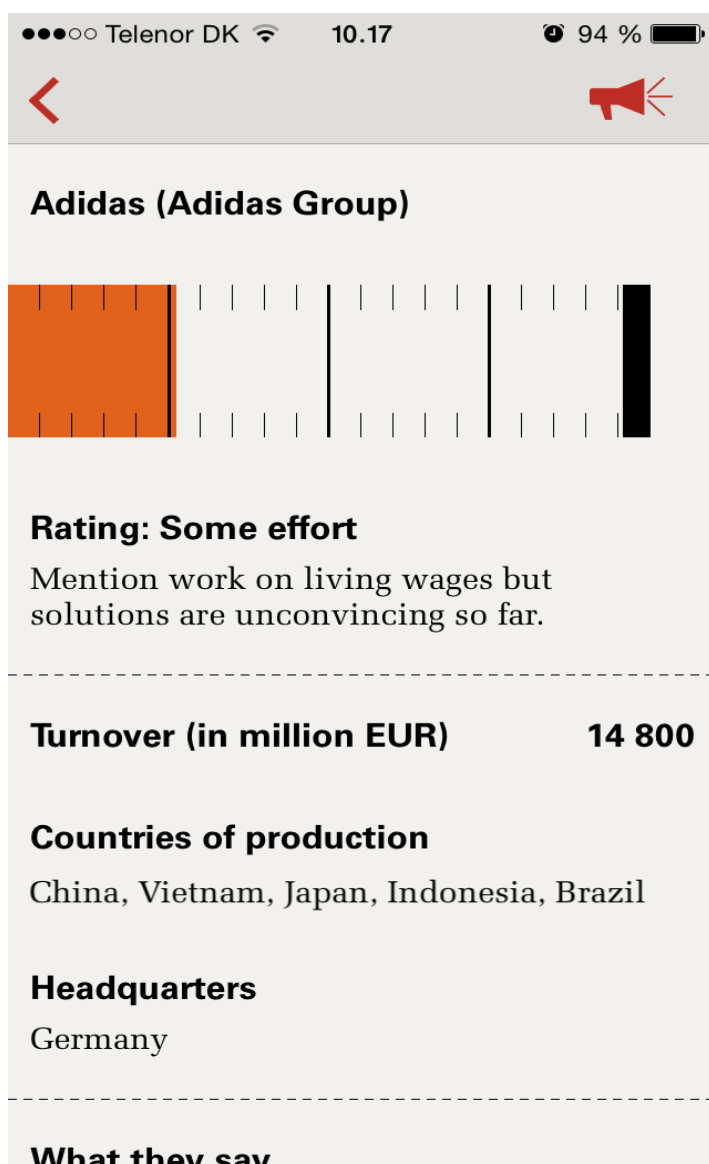 Telenor DK 10.17 94 %
Adidas (Adidas Group)
Rating: Some effort
Mention work on living wages but
solutions are unconvincing so far.
Turnover (in million EUR) 14 800
Countries of production
China, Vietnam, Japan, Indonesia, Brazil
Headquarters
Germany
What they say